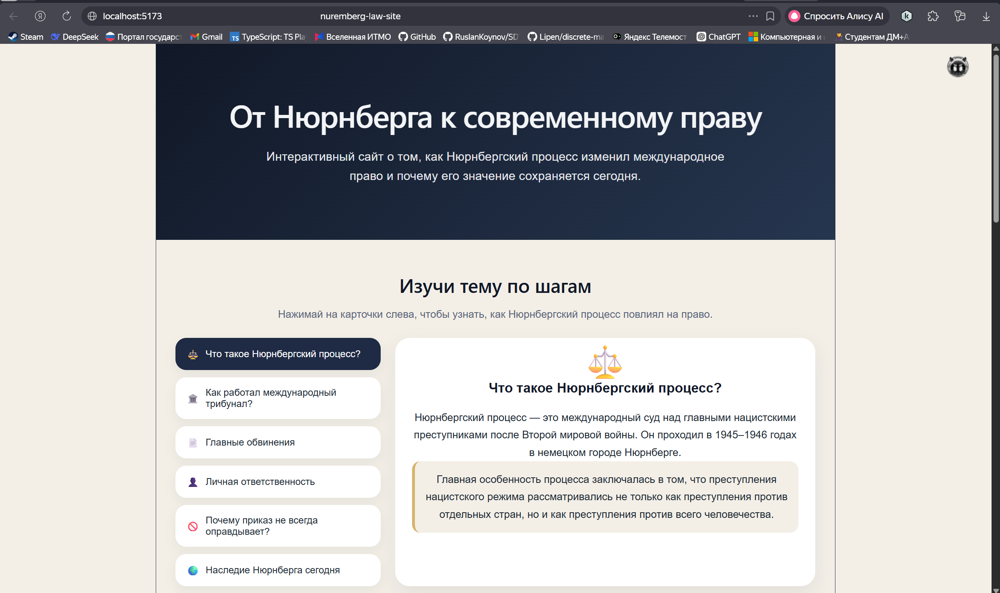 localhost:5173
nuremberg-law-site
Спросить Алису AI
Steam
DeepSeek
Портал государст
Gmail
TS
TypeScript: TS Pla
Вселенная ИТМО
GitHub
RuslanKoynov/SD
Lipen/discrete-ma
Яндекс Телемост
ChatGPT
Компьютерная и
Студентам ДМ+А
От Нюрнберга к современному праву
Интерактивный сайт о том, как Нюрнбергский процесс изменил международное
право и почему его значение сохраняется сегодня.
Изучи тему по шагам
Нажимай на карточки слева, чтобы узнать, как Нюрнбергский процесс повлиял на право.
Что такое Нюрнбергский процесс?
Как работал международный
трибунал?
Главные обвинения
Личная ответственность
Почему приказ не всегда
оправдывает?
Наследие Нюрнберга сегодня
Что такое Нюрнбергский процесс?
Нюрнбергский процесс — это международный суд над главными нацистскими
преступниками после Второй мировой войны. Он проходил в 1945–1946 годах
в немецком городе Нюрнберге.
Главная особенность процесса заключалась в том, что преступления
нацистского режима рассматривались не только как преступления против
отдельных стран, но и как преступления против всего человечества.